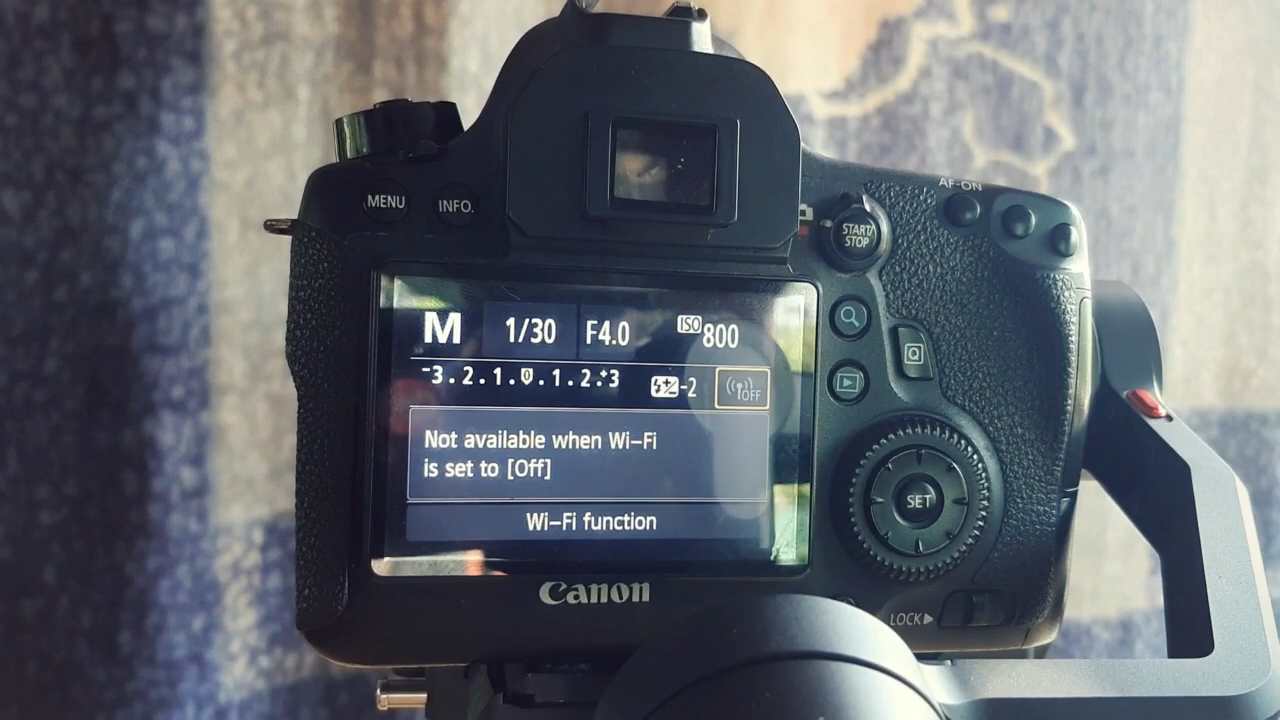 MENU
INFO.
START/
STOP
AF-ON
M 1/30 F4.0 ISO 800
-3.2.1.0.1.2.+3 -2 OFF
Not available when Wi-Fi
is set to [Off]
Wi-Fi function
Q
SET
Canon
LOCK